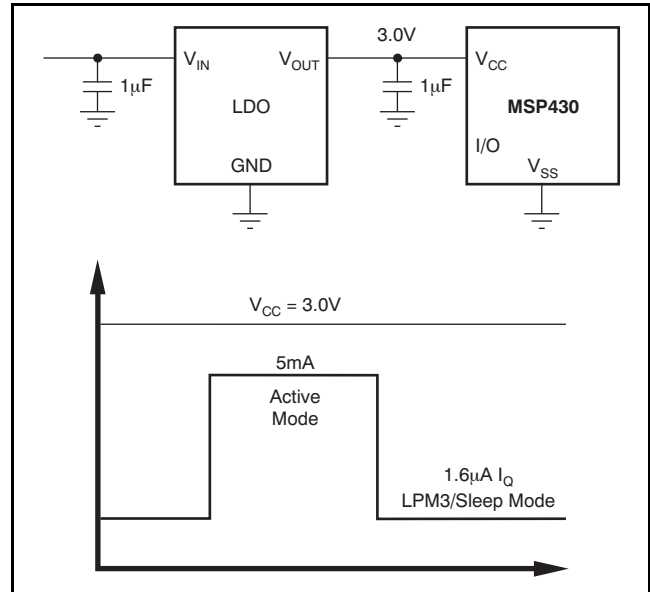 3.0V
V_IN
V_OUT
V_CC
1μF
1μF
LDO
MSP430
I/O
GND
V_SS
V_CC = 3.0V
5mA
Active
Mode
1.6μA I_Q
LPM3/Sleep Mode